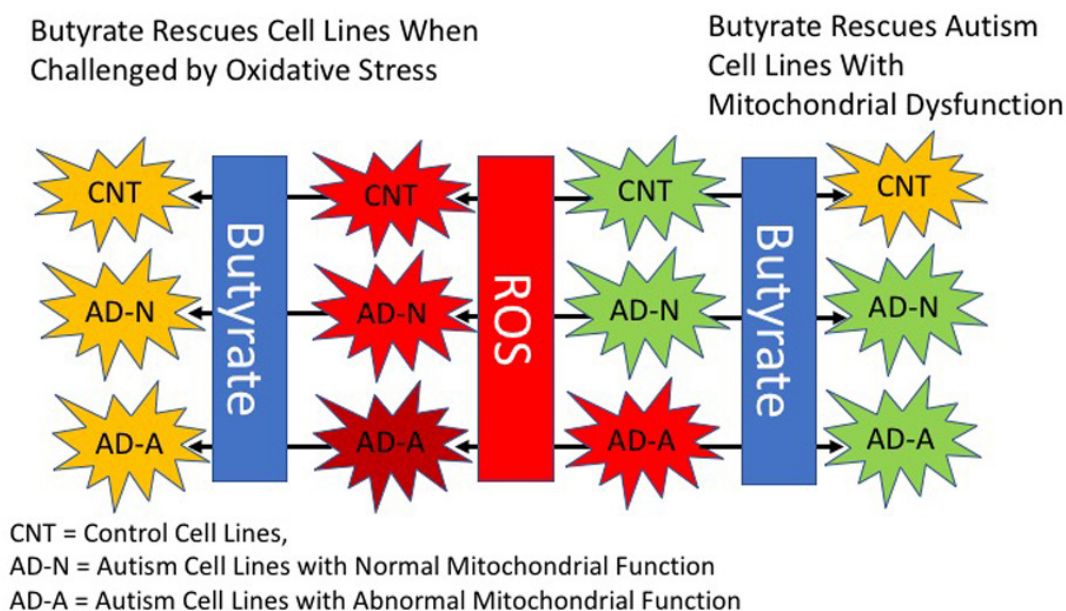 Butyrate Rescues Cell Lines When
Challenged by Oxidative Stress
Butyrate Rescues Autism
Cell Lines With
Mitochondrial Dysfunction
CNT
Butyrate
CNT
ROS
CNT
Butyrate
CNT
AD-N
AD-N
AD-N
AD-N
AD-A
AD-A
AD-A
AD-A
CNT = Control Cell Lines,
AD-N = Autism Cell Lines with Normal Mitochondrial Function
AD-A = Autism Cell Lines with Abnormal Mitochondrial Function